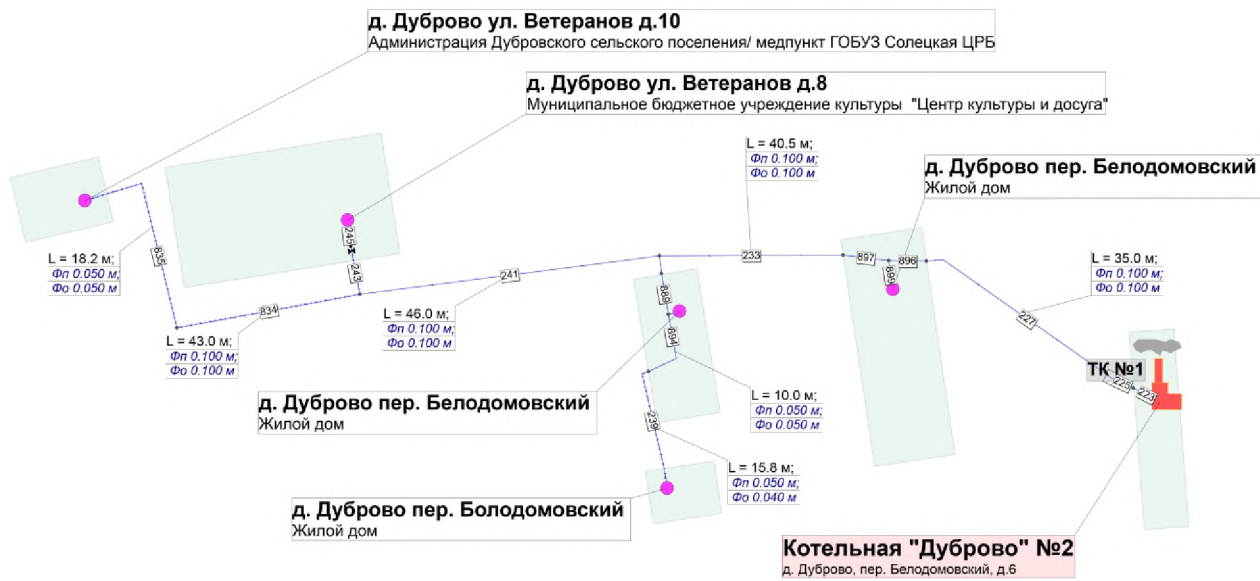 д. Дуброво ул. Ветеранов д.10
Администрация Дубровского сельского поселения/ медпункт ГОБУЗ Солецкая ЦРБ
д. Дуброво ул. Ветеранов д.8
Муниципальное бюджетное учреждение культуры "Центр культуры и досуга"
L = 40.5 м;
Фп 0.100 м;
Фо 0.100 м
д. Дуброво пер. Белодомовский
Жилой дом
L = 18.2 м;
Фп 0.050 м;
Фо 0.050 м
835
245
243
241
233
897
896
899
L = 35.0 м;
Фп 0.100 м;
Фо 0.100 м
834
L = 43.0 м;
Фп 0.100 м;
Фо 0.100 м
L = 46.0 м;
Фп 0.100 м;
Фо 0.100 м
889
894
227
ТК №1
225
223
д. Дуброво пер. Белодомовский
Жилой дом
L = 10.0 м;
Фп 0.050 м;
Фо 0.050 м
239
L = 15.8 м;
Фп 0.050 м;
Фо 0.040 м
д. Дуброво пер. Болодомовский
Жилой дом
Котельная "Дуброво" №2
д. Дуброво, пер. Белодомовский, д.6